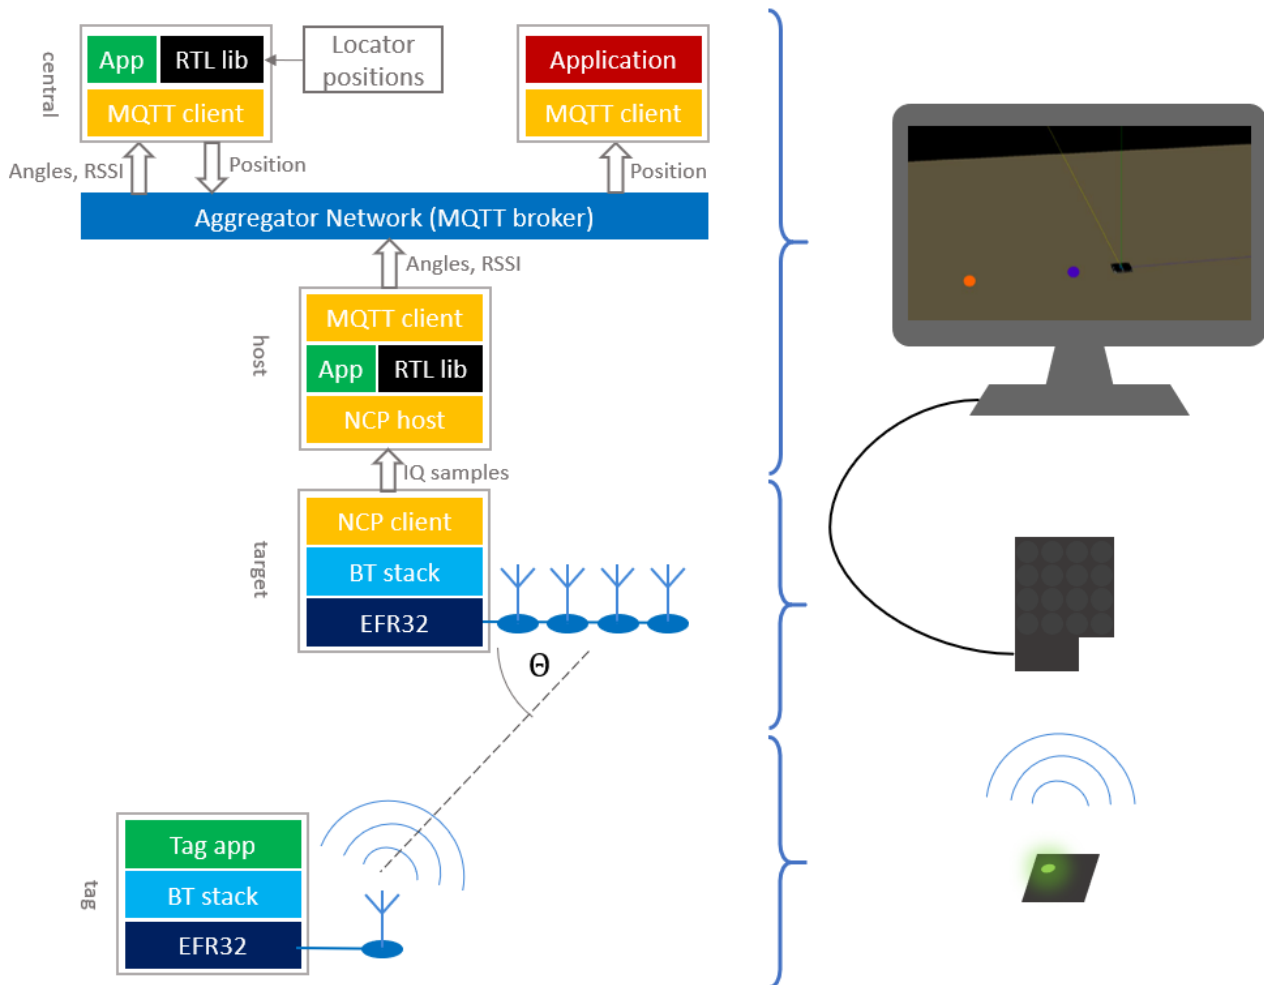 central
App
RTL lib
MQTT client
Locator
positions
Application
MQTT client
Angles, RSSI
Position
Position
Aggregator Network (MQTT broker)
Angles, RSSI
host
MQTT client
App
RTL lib
NCP host
IQ samples
target
NCP client
BT stack
EFR32
Θ
tag
Tag app
BT stack
EFR32